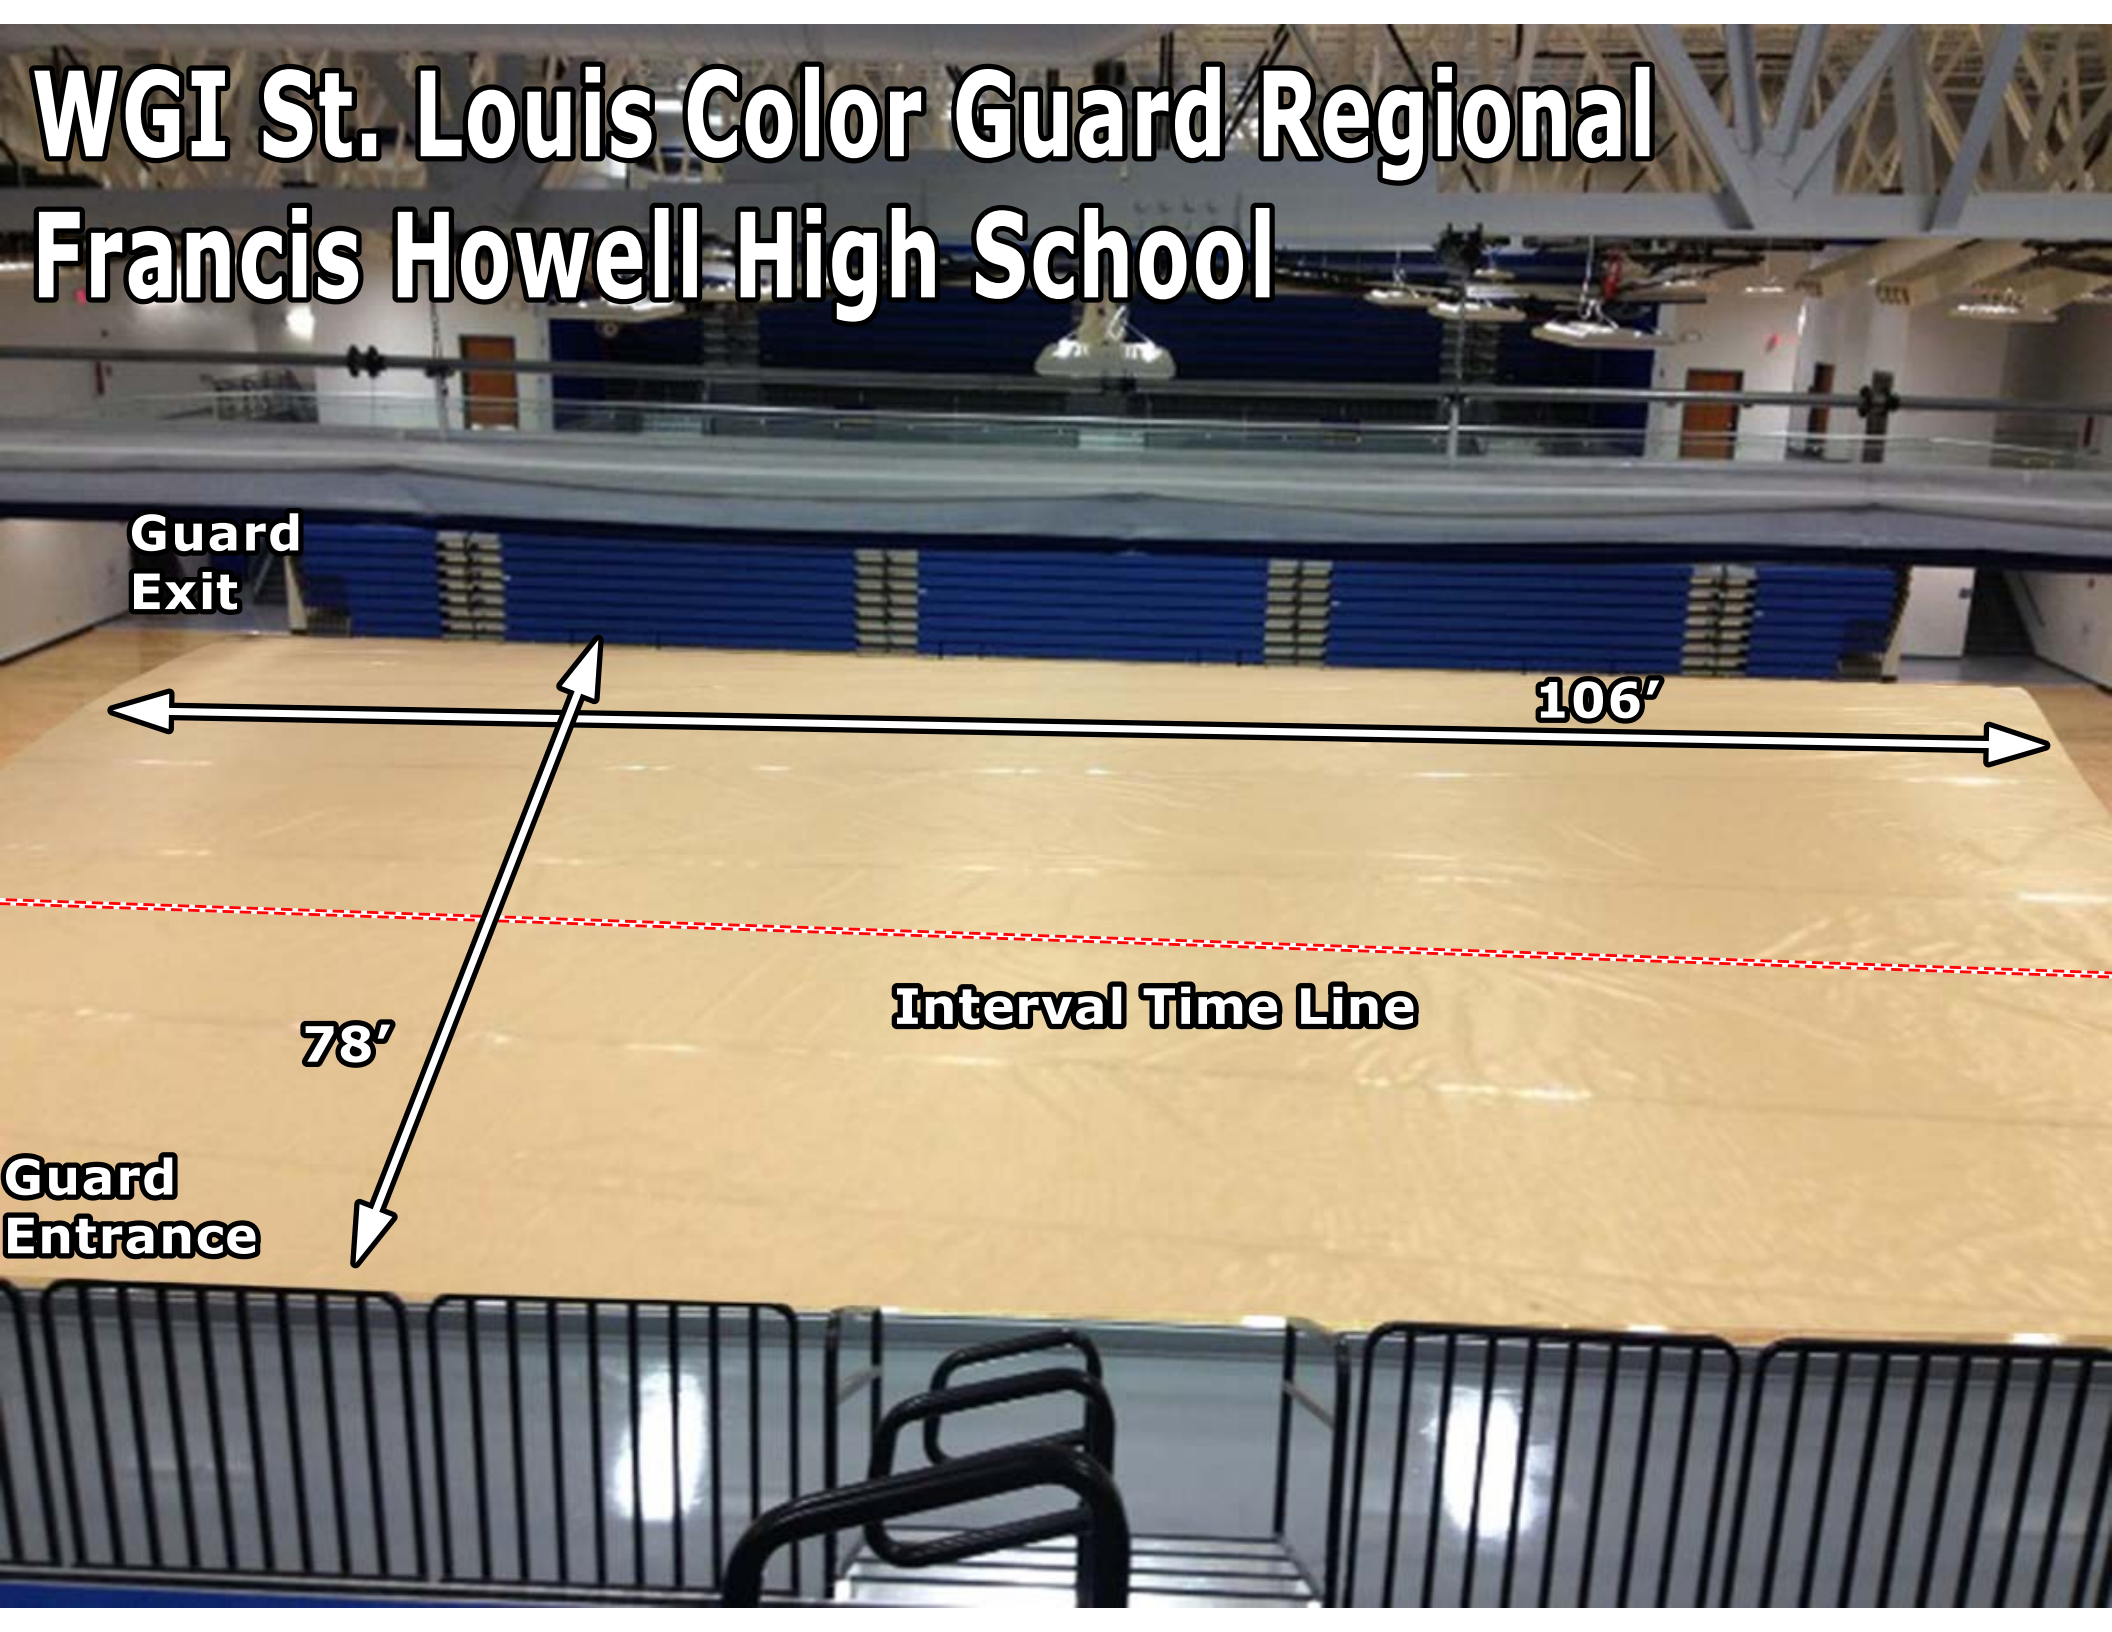 WGI St. Louis Color Guard Regional
Francis Howell High School
Guard
Exit
106’
Interval Time Line
78’
Guard
Entrance